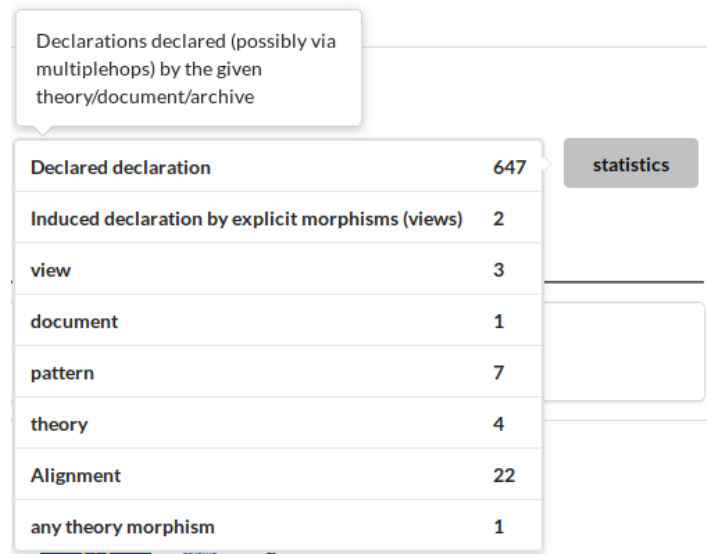 Declarations declared (possibly via
multiplehops) by the given
theory/document/archive
Declared declaration 647
statistics
Induced declaration by explicit morphisms (views) 2
view 3
document 1
pattern 7
theory 4
Alignment 22
any theory morphism 1